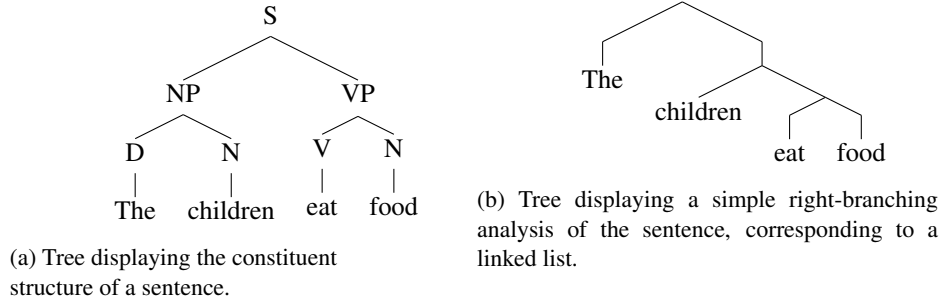 S
NP VP
D N V N
The children eat food
(a) Tree displaying the constituent
structure of a sentence.
The
children
eat food
(b) Tree displaying a simple right-branching
analysis of the sentence, corresponding to a
linked list.